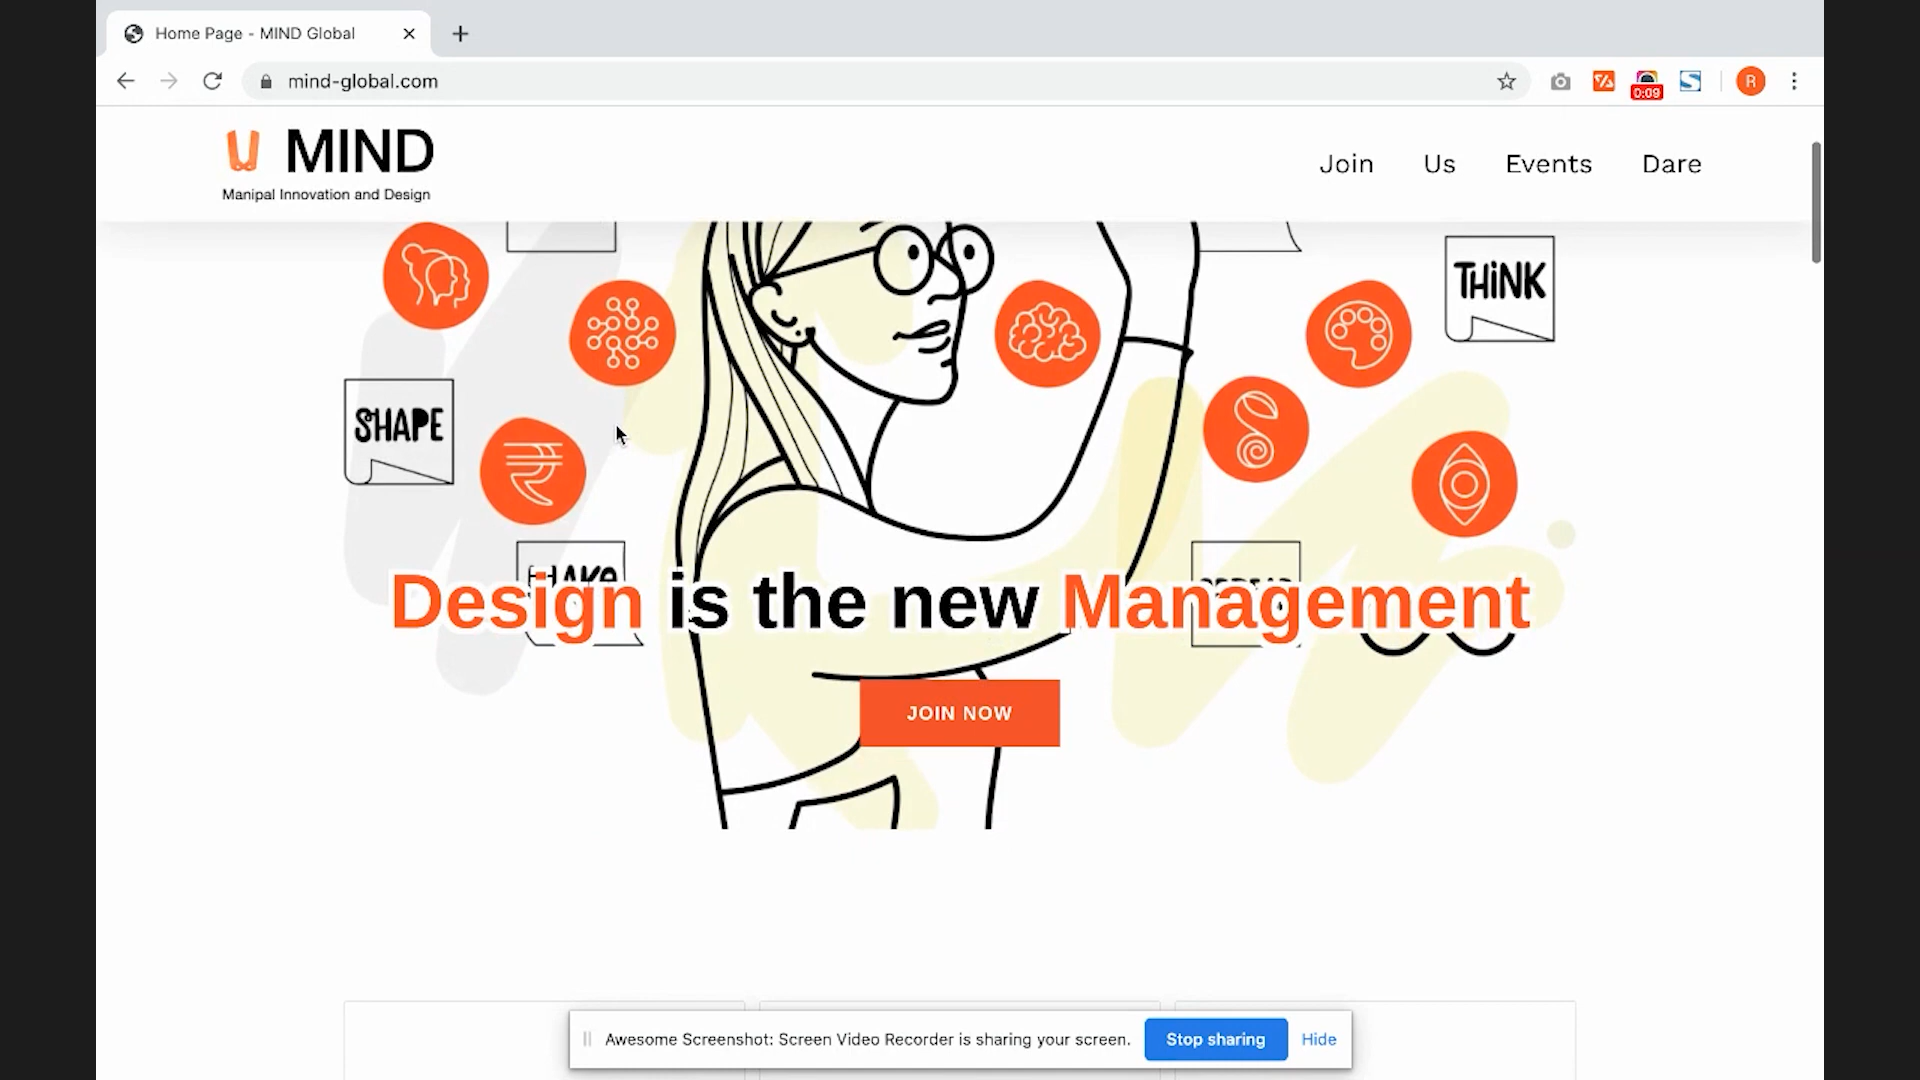 Home Page - MIND Global
mind-global.com
0:09
R
MIND
Manipal Innovation and Design
Join Us Events Dare
THiNK
SHAPE
Design is the new Management
JOIN NOW
Awesome Screenshot: Screen Video Recorder is sharing your screen. Stop sharing Hide